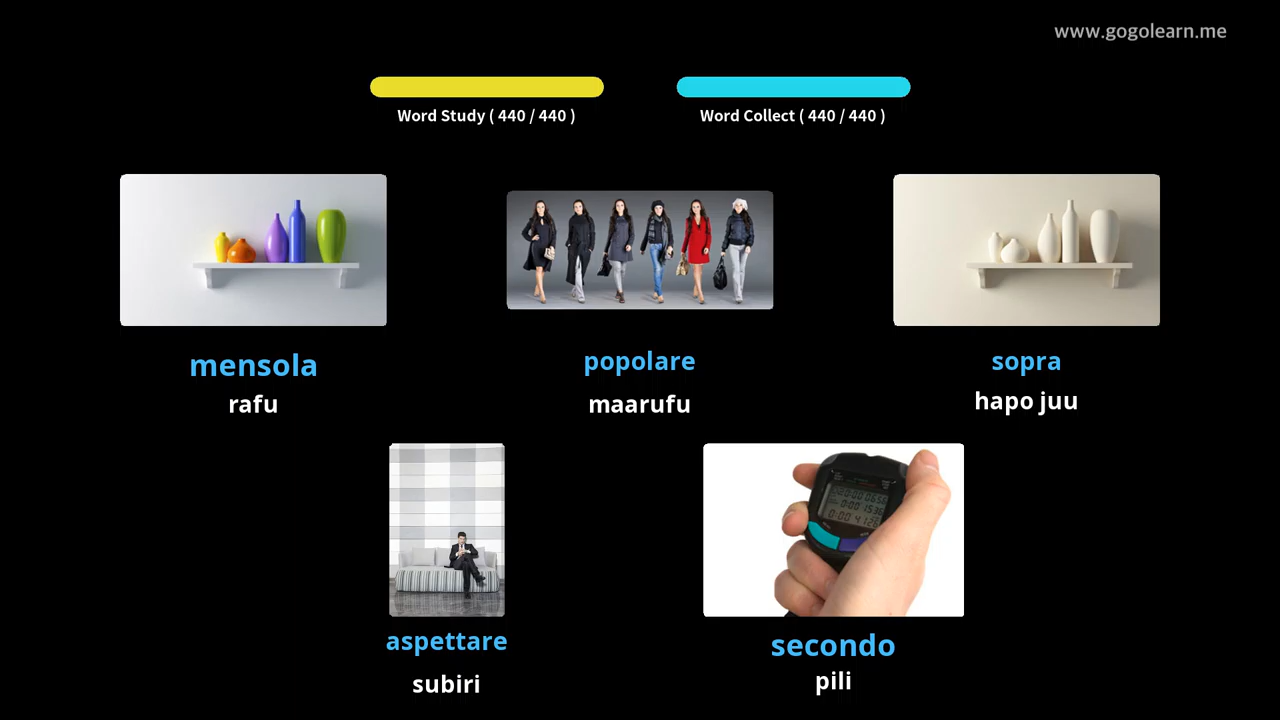 www.gogolearn.me
Word Study ( 440 / 440 )
Word Collect ( 440 / 440 )
mensola
rafu
popolare
maarufu
sopra
hapo juu
aspettare
subiri
secondo
pili